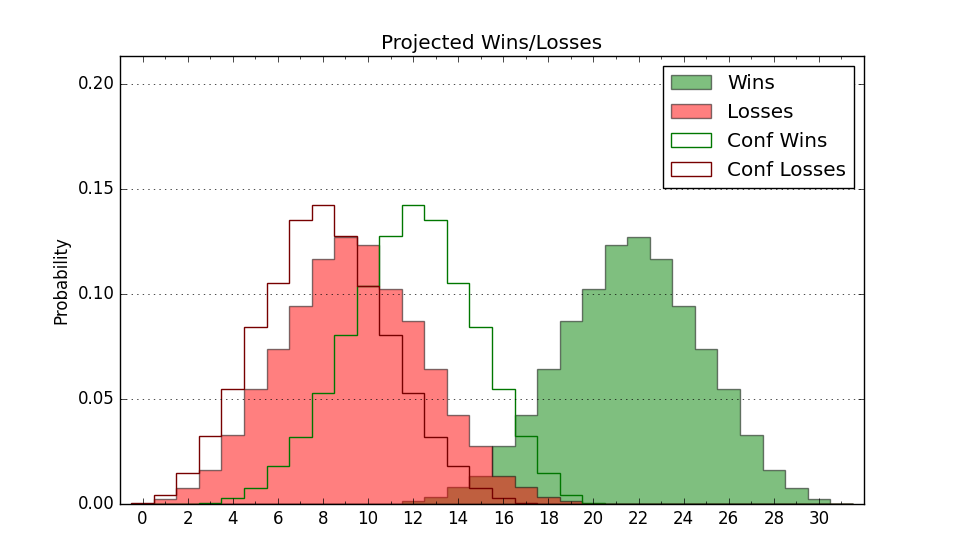 Projected Wins/Losses
Wins
Losses
Conf Wins
Conf Losses
Probability
0.20
0.15
0.10
0.05
0.00
0 2 4 6 8 10 12 14 16 18 20 22 24 26 28 30